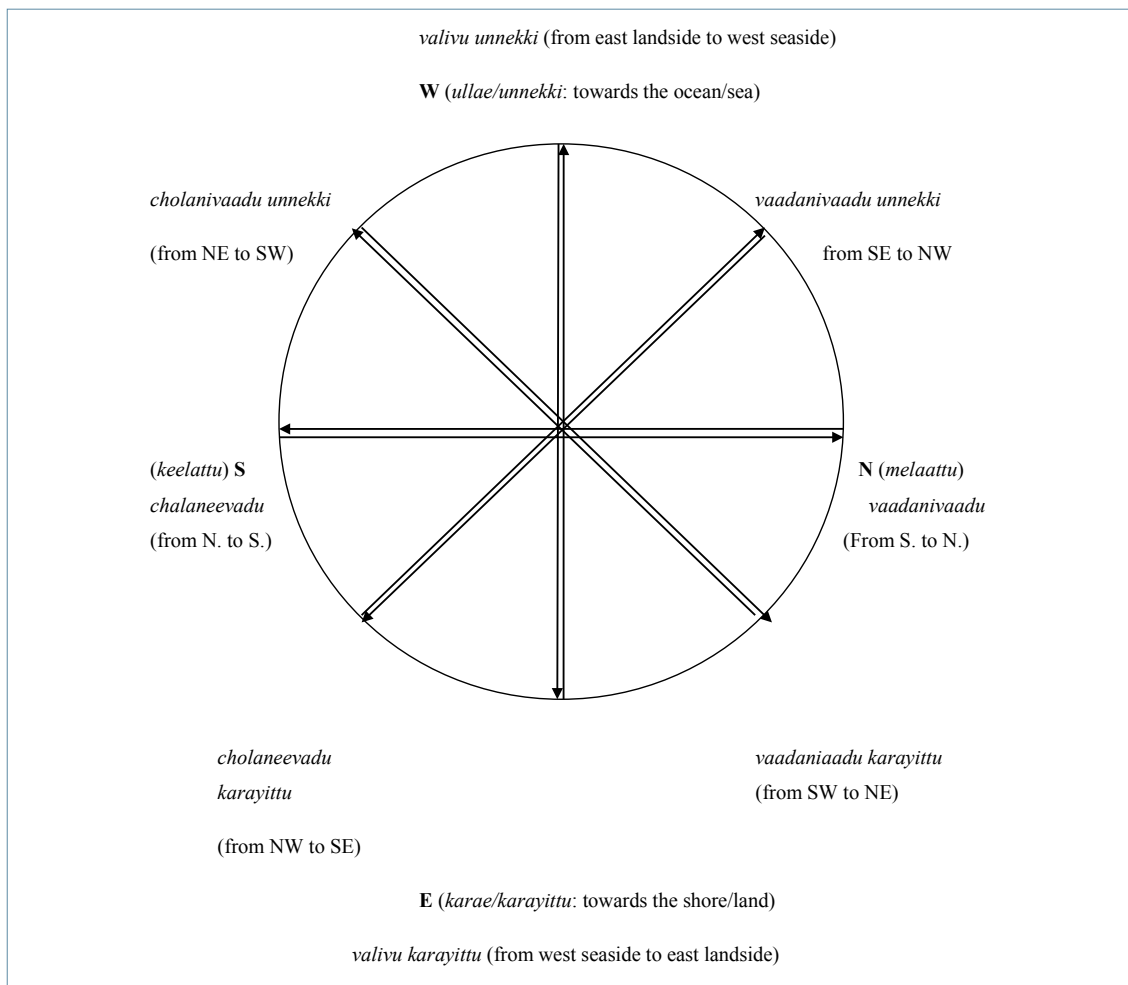 valivu unnekki (from east landside to west seaside)
W (ullae/unnekki: towards the ocean/sea)
cholanivaadu unnekki
(from NE to SW)
vaadanivaadu unnekki
from SE to NW
(keelattu) S
chalaneevadu
(from N. to S.)
N (melaattu)
vaadanivaadu
(From S. to N.)
cholaneevadu
karayittu
(from NW to SE)
vaadaniaadu karayittu
(from SW to NE)
E (karae/karayittu: towards the shore/land)
valivu karayittu (from west seaside to east landside)